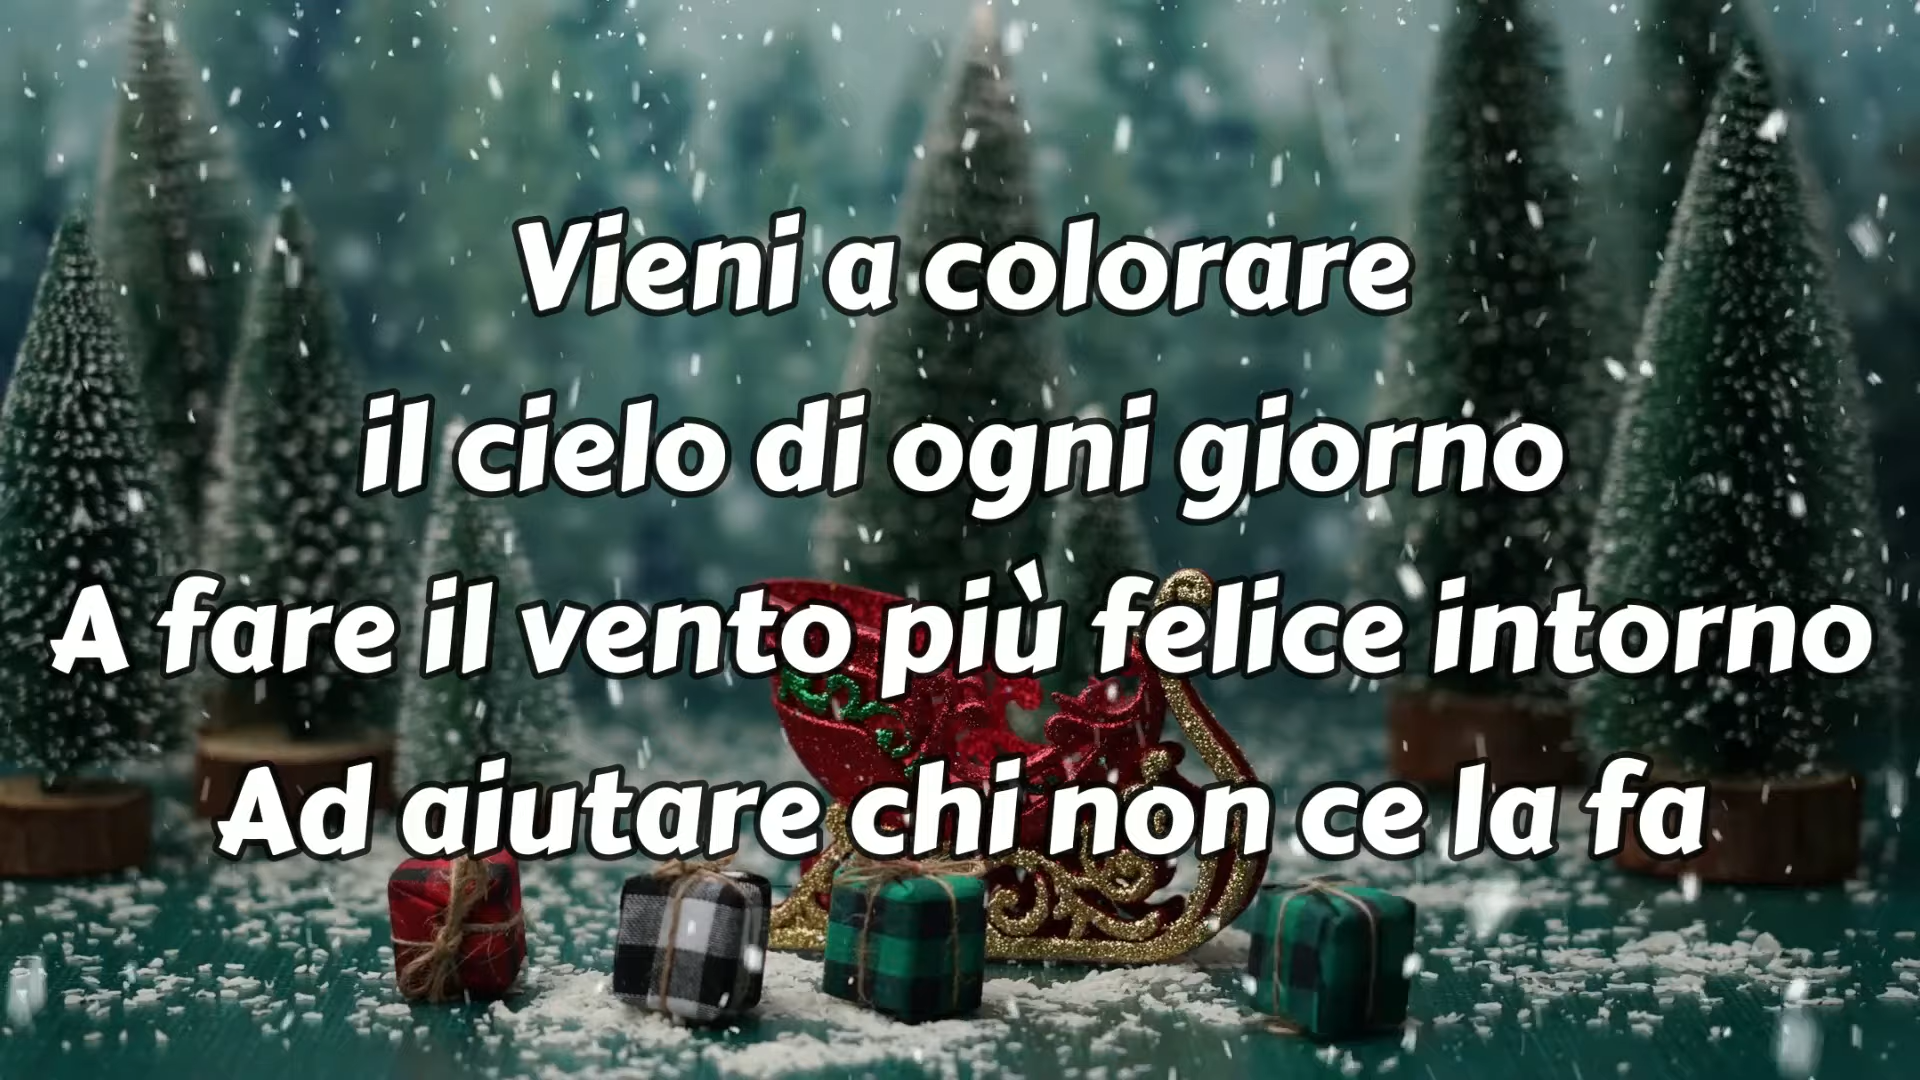 Vieni a colorare
il cielo di ogni giorno
A fare il vento più felice intorno
Ad aiutare chi non ce la fa